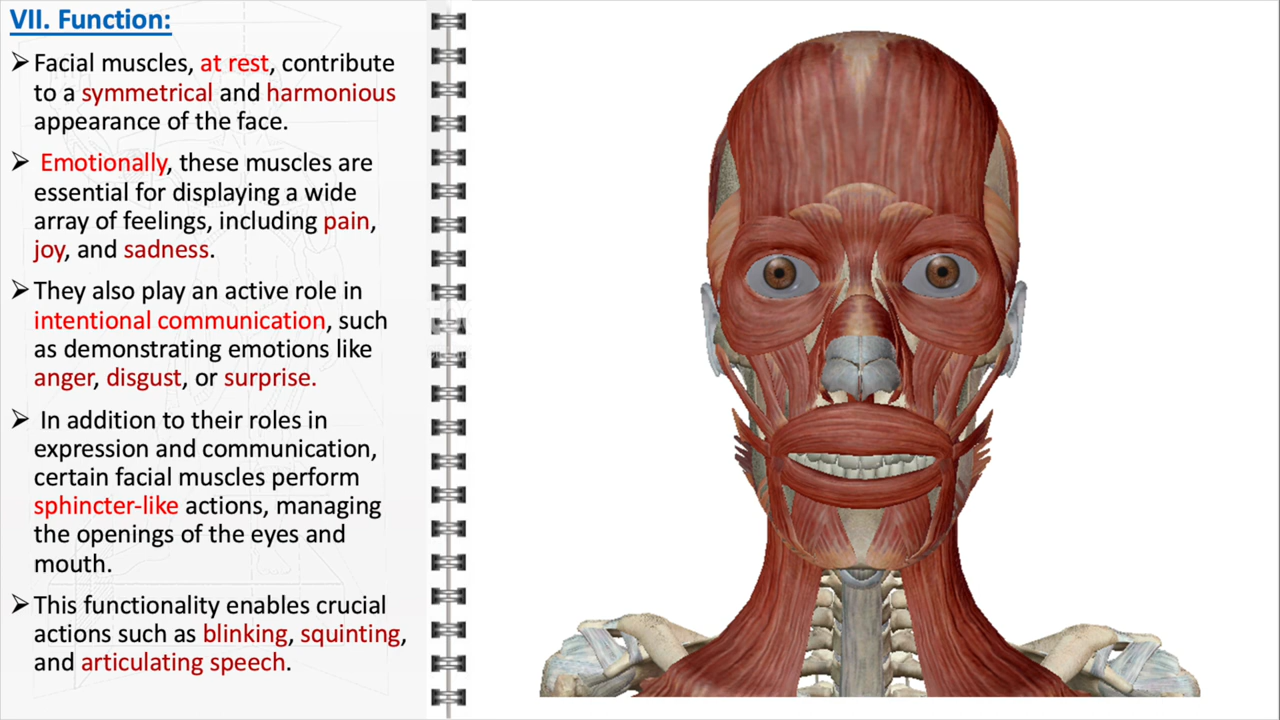 VII. Function:
➢ Facial muscles, at rest, contribute
to a symmetrical and harmonious
appearance of the face.
➢ Emotionally, these muscles are
essential for displaying a wide
array of feelings, including pain,
joy, and sadness.
➢ They also play an active role in
intentional communication, such
as demonstrating emotions like
anger, disgust, or surprise.
➢ In addition to their roles in
expression and communication,
certain facial muscles perform
sphincter-like actions, managing
the openings of the eyes and
mouth.
➢ This functionality enables crucial
actions such as blinking, squinting,
and articulating speech.